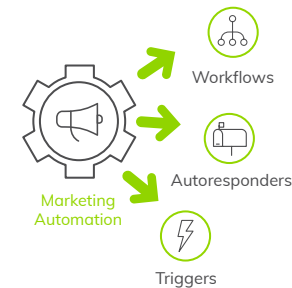 Workflows
Autoresponders
Marketing
Automation
Triggers